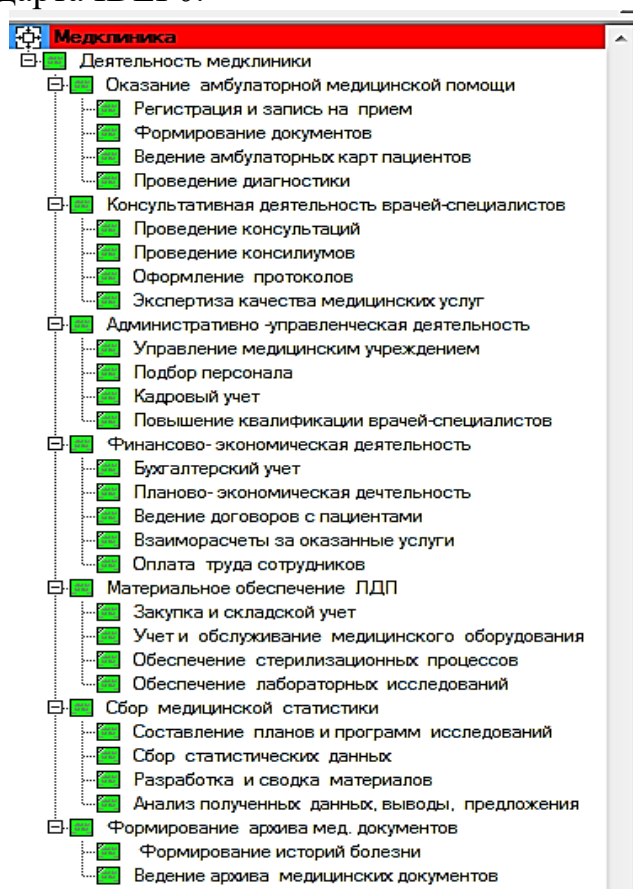 дарта IDEF0.
Медклиника
Деятельность медклиники
Оказание амбулаторной медицинской помощи
Регистрация и запись на прием
Формирование документов
Ведение амбулаторных карт пациентов
Проведение диагностики
Консультативная деятельность врачей-специалистов
Проведение консультаций
Проведение консилиумов
Оформление протоколов
Экспертиза качества медицинских услуг
Административно -управленческая деятельность
Управление медицинским учреждением
Подбор персонала
Кадровый учет
Повышение квалификации врачей-специалистов
Финансово- экономическая деятельность
Бухгалтерский учет
Планово- экономическая дечтельность
Ведение договоров с пациентами
Взаиморасчеты за оказанные услуги
Оплата труда сотрудников
Материальное обеспечение ЛДП
Закупка и складской учет
Учет и обслуживание медицинского оборудования
Обеспечение стерилизационных процессов
Обеспечение лабораторных исследований
Сбор медицинской статистики
Составление планов и программ исследований
Сбор статистических данных
Разработка и сводка материалов
Анализ полученных данных, выводы, предложения
Формирование архива мед. документов
Формирование историй болезни
Ведение архива медицинских документов